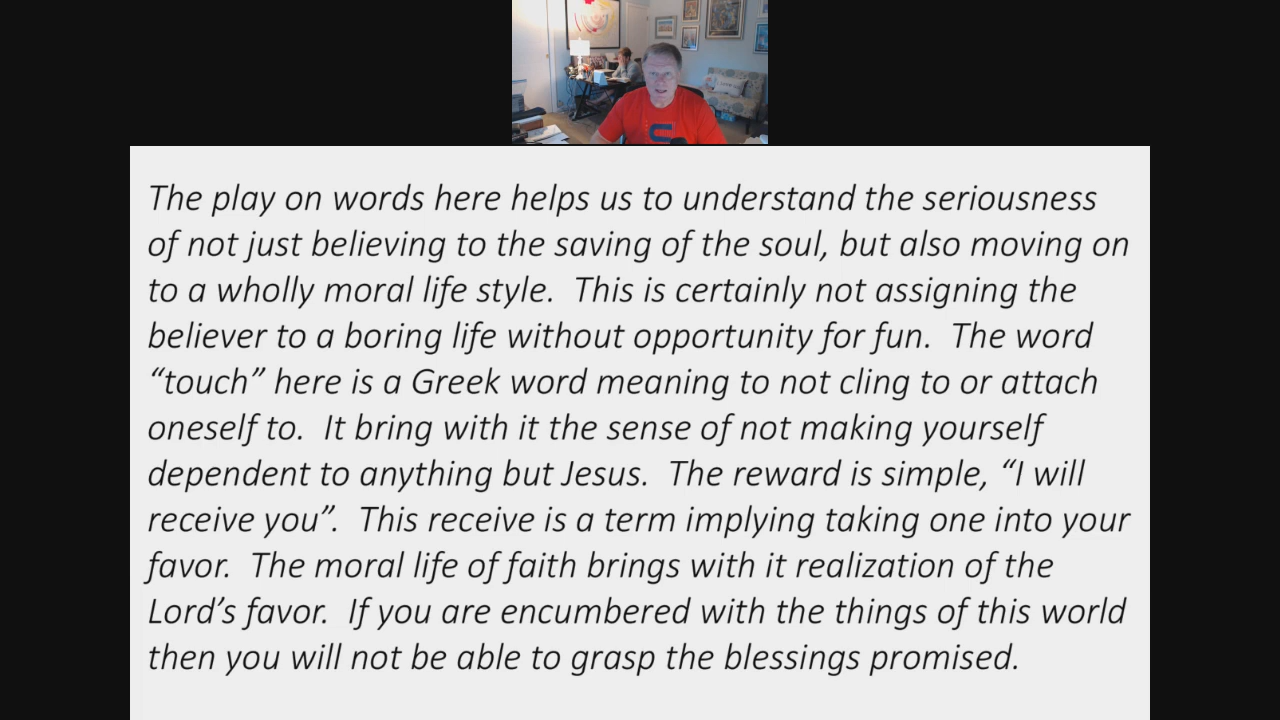 The play on words here helps us to understand the seriousness
of not just believing to the saving of the soul, but also moving on
to a wholly moral life style.  This is certainly not assigning the
believer to a boring life without opportunity for fun.  The word
“touch” here is a Greek word meaning to not cling to or attach
oneself to.  It bring with it the sense of not making yourself
dependent to anything but Jesus.  The reward is simple, “I will
receive you”.  This receive is a term implying taking one into your
favor.  The moral life of faith brings with it realization of the
Lord’s favor.  If you are encumbered with the things of this world
then you will not be able to grasp the blessings promised.